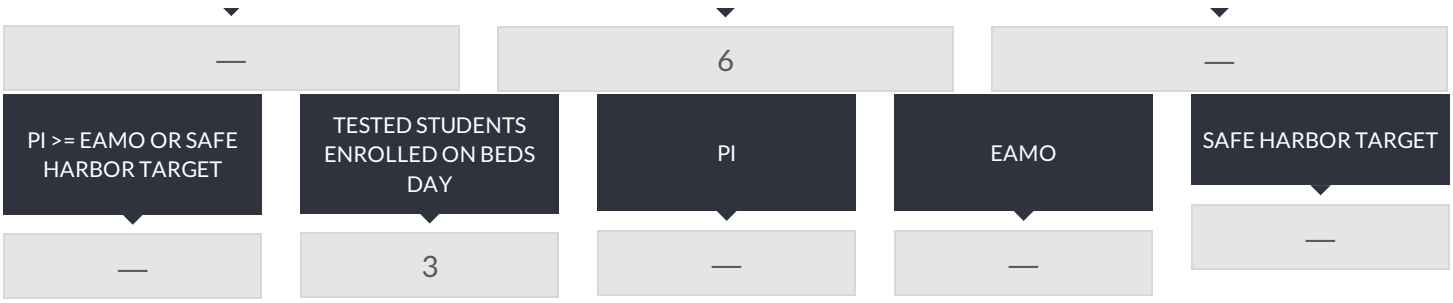 —
6
—
PI >= EAMO OR SAFE
HARBOR TARGET
TESTED STUDENTS
ENROLLED ON BEDS
DAY
PI
EAMO
SAFE HARBOR TARGET
—
3
—
—
—